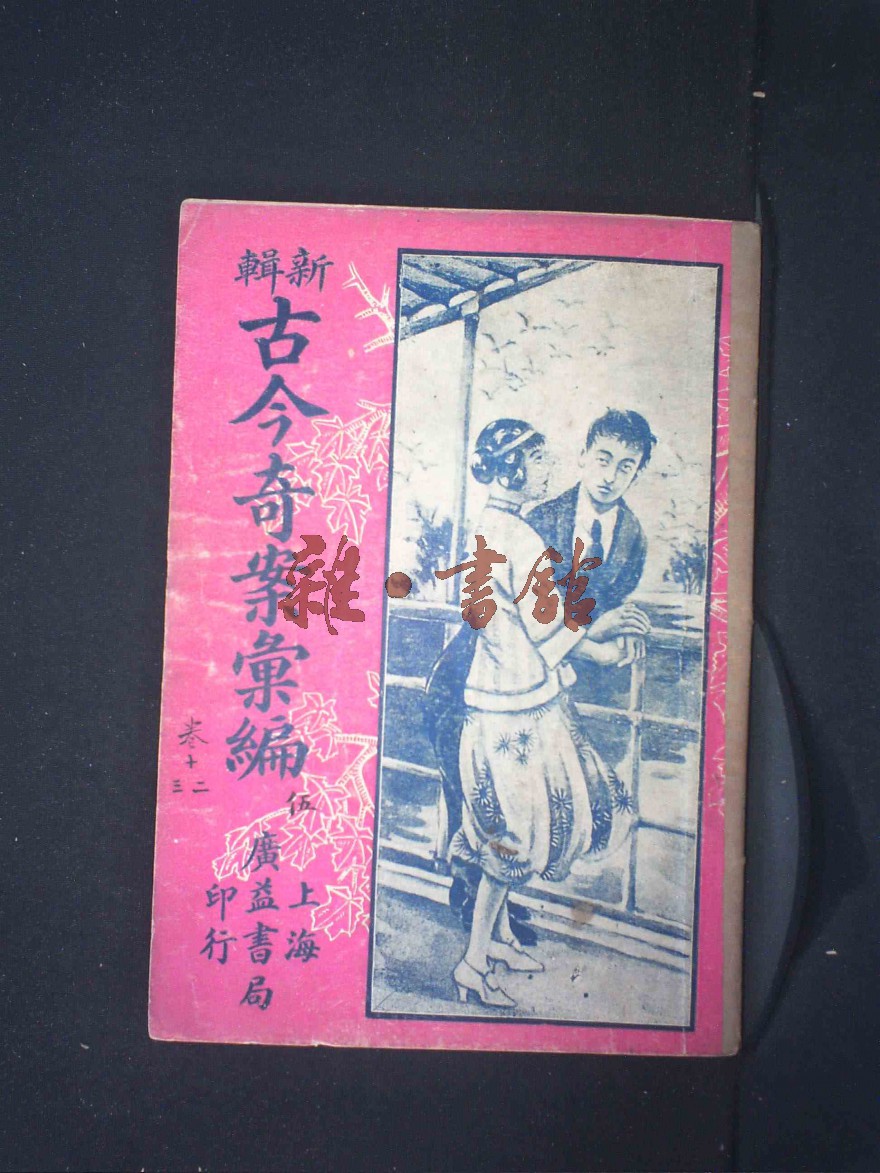 新輯
古今奇案彙編
伍
卷十二三
上海
廣益書局
印行
雜·書館